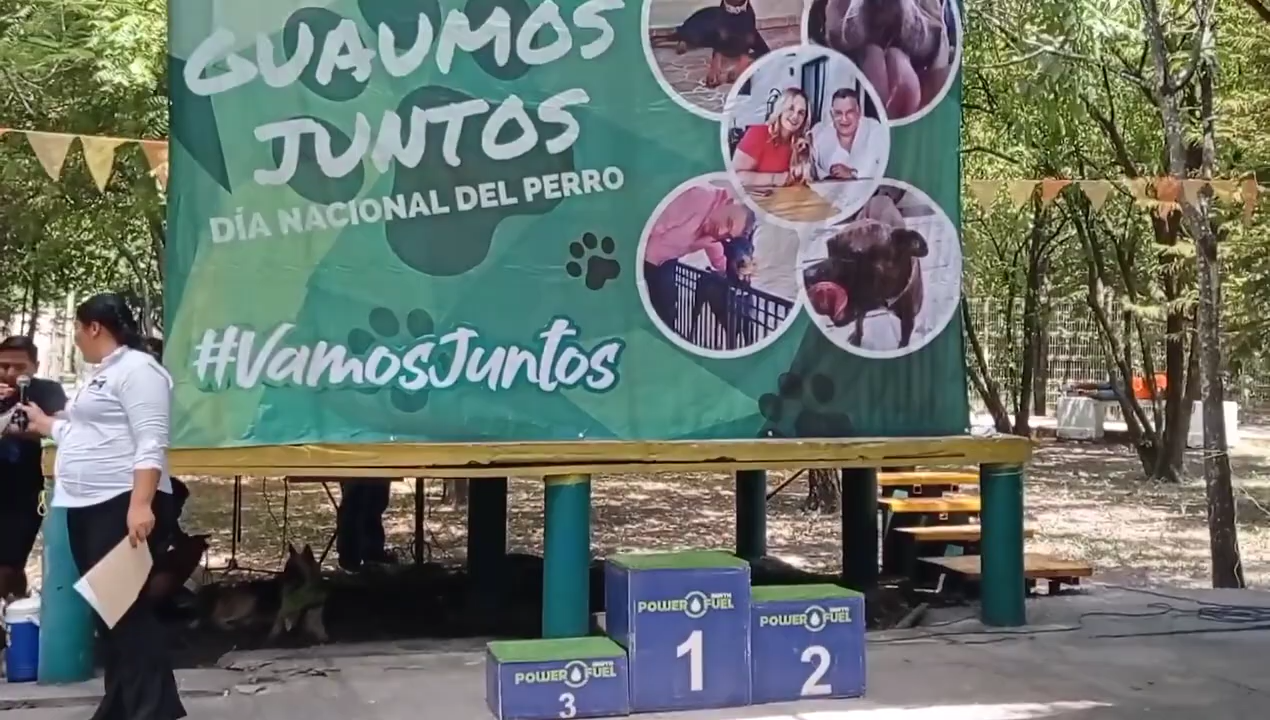 GUAUMOS
JUNTOS
DÍA NACIONAL DEL PERRO
#VamosJuntos
POWER FUEL
1
POWER FUEL
2
POWER FUEL
3